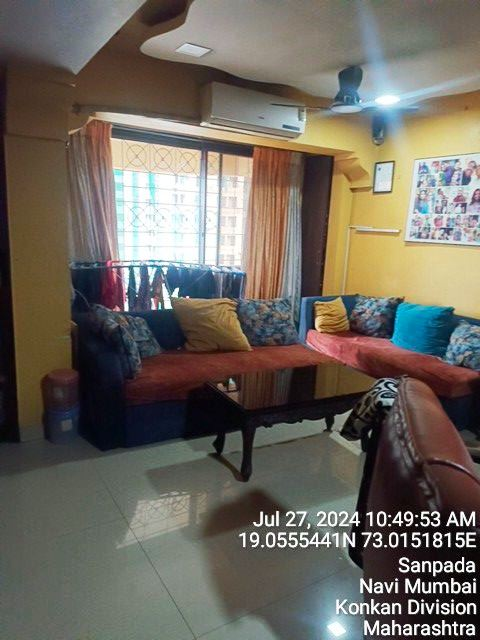 Jul 27, 2024 10:49:53 AM
19.0555441N 73.0151815E
Sanpada
Navi Mumbai
Konkan Division
Maharashtra